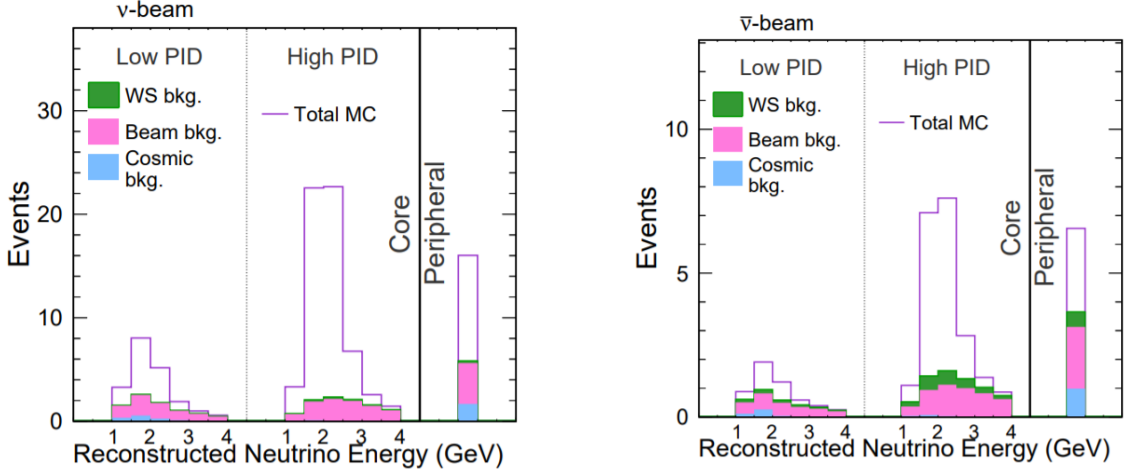 ν-beam
Low PID
High PID
WS bkg.
Beam bkg.
Cosmic
bkg.
Total MC
Core
Peripheral
Events
0
10
20
30
1 2 3 4 1 2 3 4
Reconstructed Neutrino Energy (GeV)
ν̅-beam
Low PID
High PID
WS bkg.
Beam bkg.
Cosmic
bkg.
Total MC
Core
Peripheral
Events
0
5
10
1 2 3 4 1 2 3 4
Reconstructed Neutrino Energy (GeV)